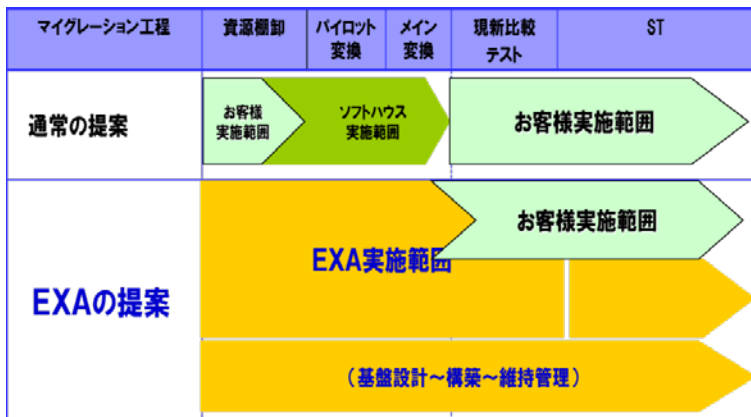 マイグレーション工程
資源棚卸
パイロット
変換
メイン
変換
現新比較
テスト
ST
通常の提案
お客様
実施範囲
ソフトハウス
実施範囲
お客様実施範囲
EXAの提案
EXA実施範囲
お客様実施範囲
（基盤設計～構築～維持管理）